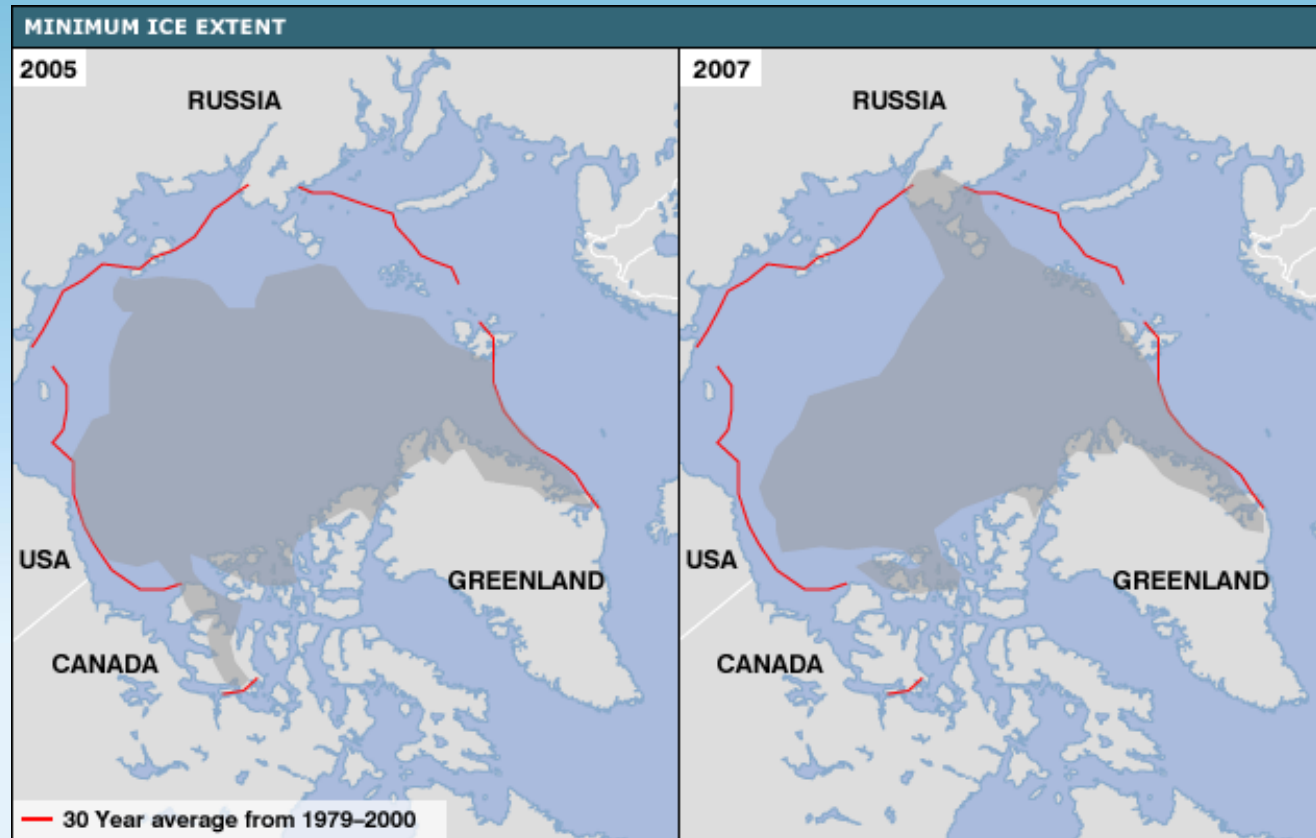 MINIMUM ICE EXTENT
2005
RUSSIA
USA
GREENLAND
CANADA
30 Year average from 1979–2000
2007
RUSSIA
USA
GREENLAND
CANADA